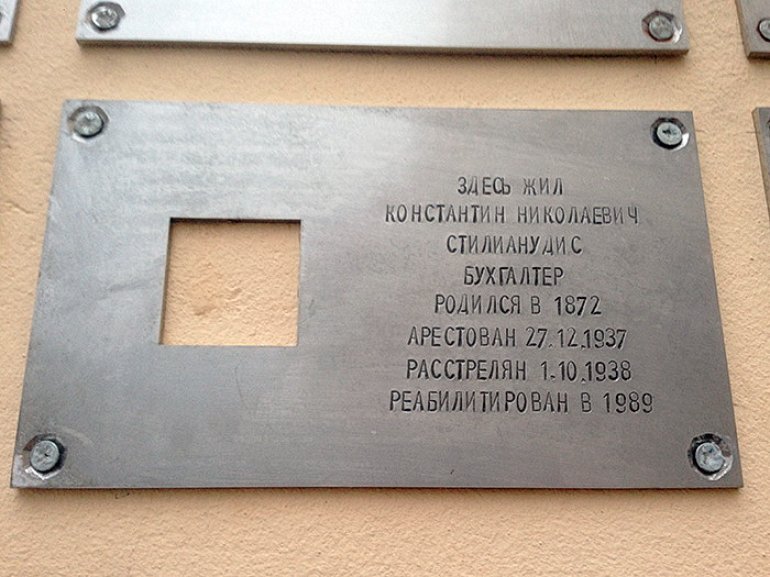 ЗДЕСЬ ЖИЛ
КОНСТАНТИН НИКОЛАЕВИЧ
СТИЛИАНУДИС
БУХГАЛТЕР
РОДИЛСЯ В 1872
АРЕСТОВАН 27.12.1937
РАССТРЕЛЯН 1.10.1938
РЕАБИЛИТИРОВАН В 1989